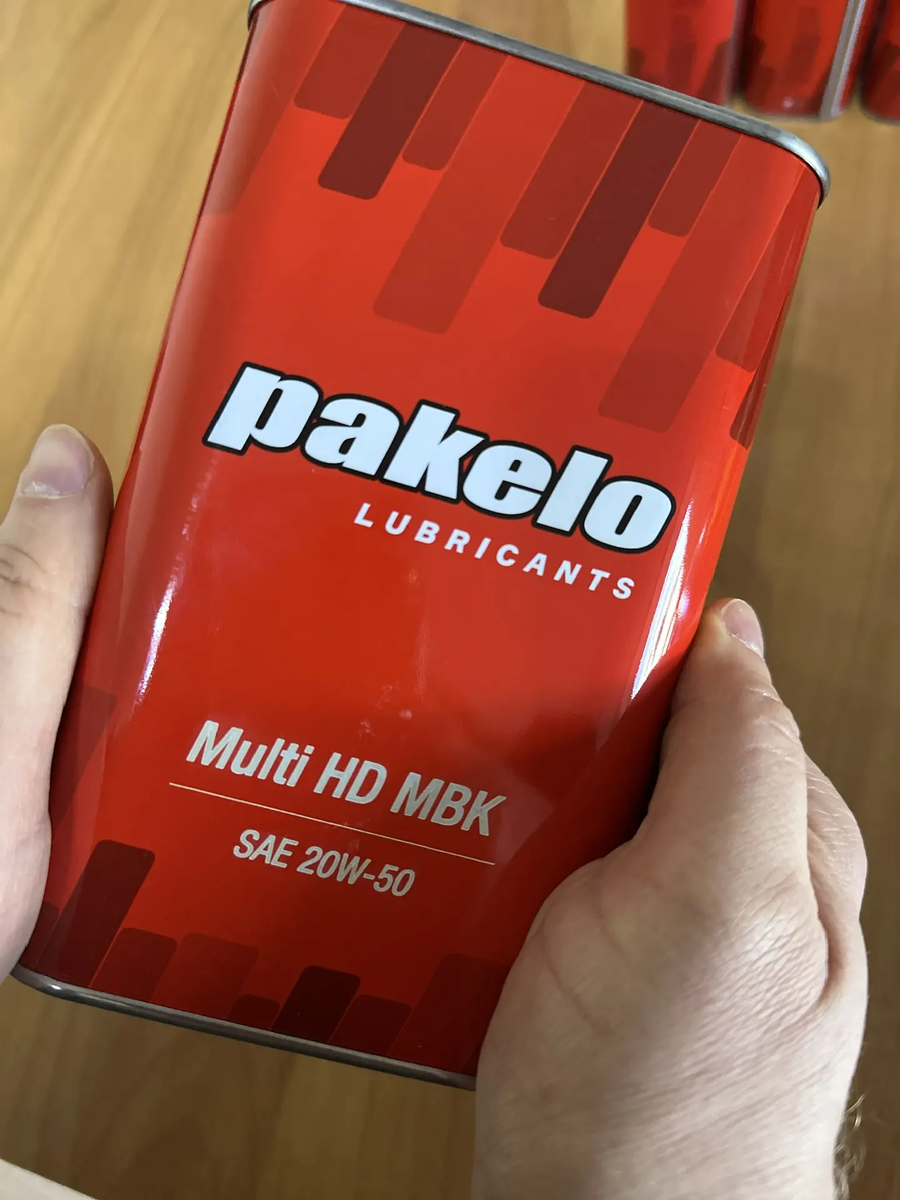 pakelo
LUBRICANTS
Multi HD MBK
SAE 20W-50